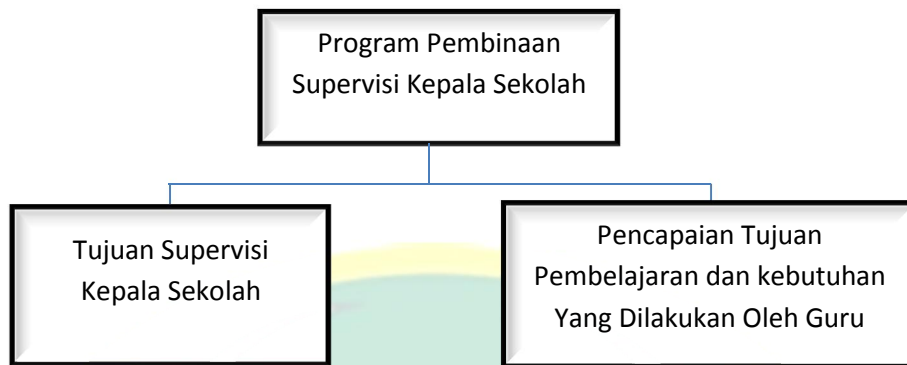 Program Pembinaan
Supervisi Kepala Sekolah
Tujuan Supervisi
Kepala Sekolah
Pencapaian Tujuan
Pembelajaran dan kebutuhan
Yang Dilakukan Oleh Guru